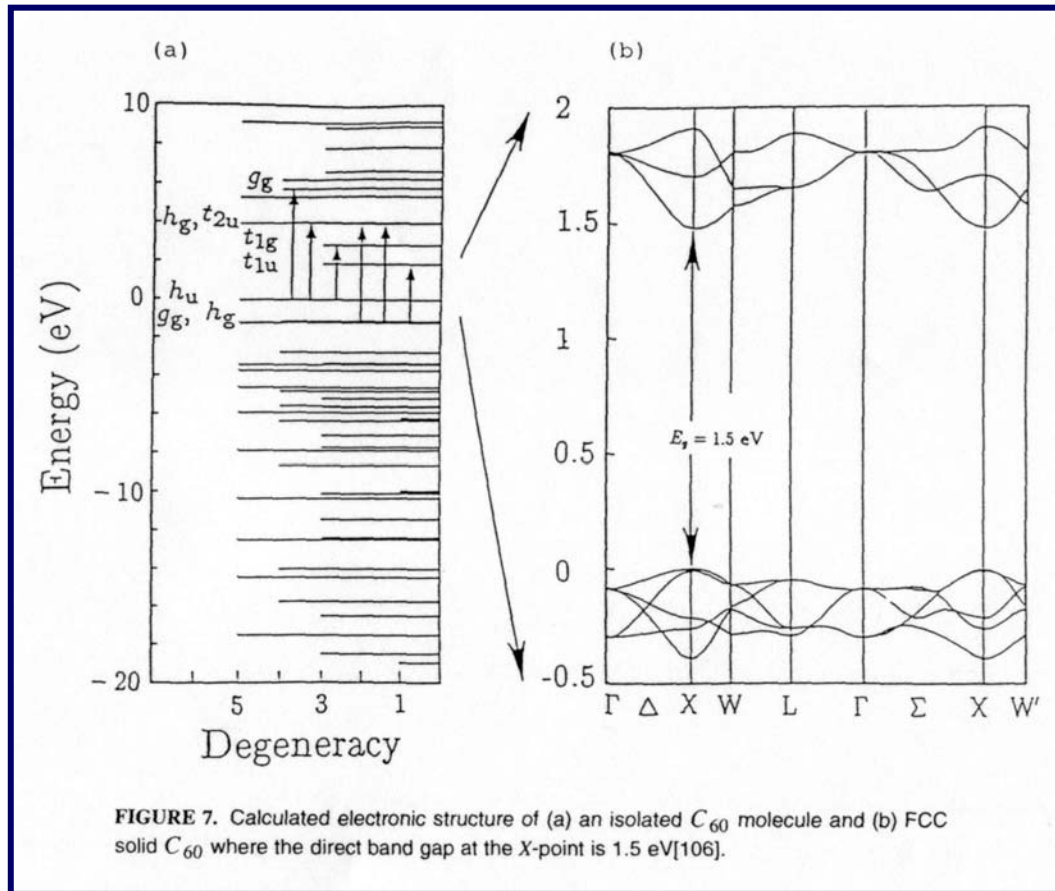 (a)
10
0
-10
-20
Energy (eV)
g_g
h_g, t_2u
t_1g
t_1u
h_u
g_g, h_g
5 3 1
Degeneracy
(b)
2
1.5
1
0.5
0
-0.5
E_g = 1.5 eV
Γ Δ X W L Γ Σ X W'
FIGURE 7. Calculated electronic structure of (a) an isolated C_60 molecule and (b) FCC
solid C_60 where the direct band gap at the X-point is 1.5 eV[106].